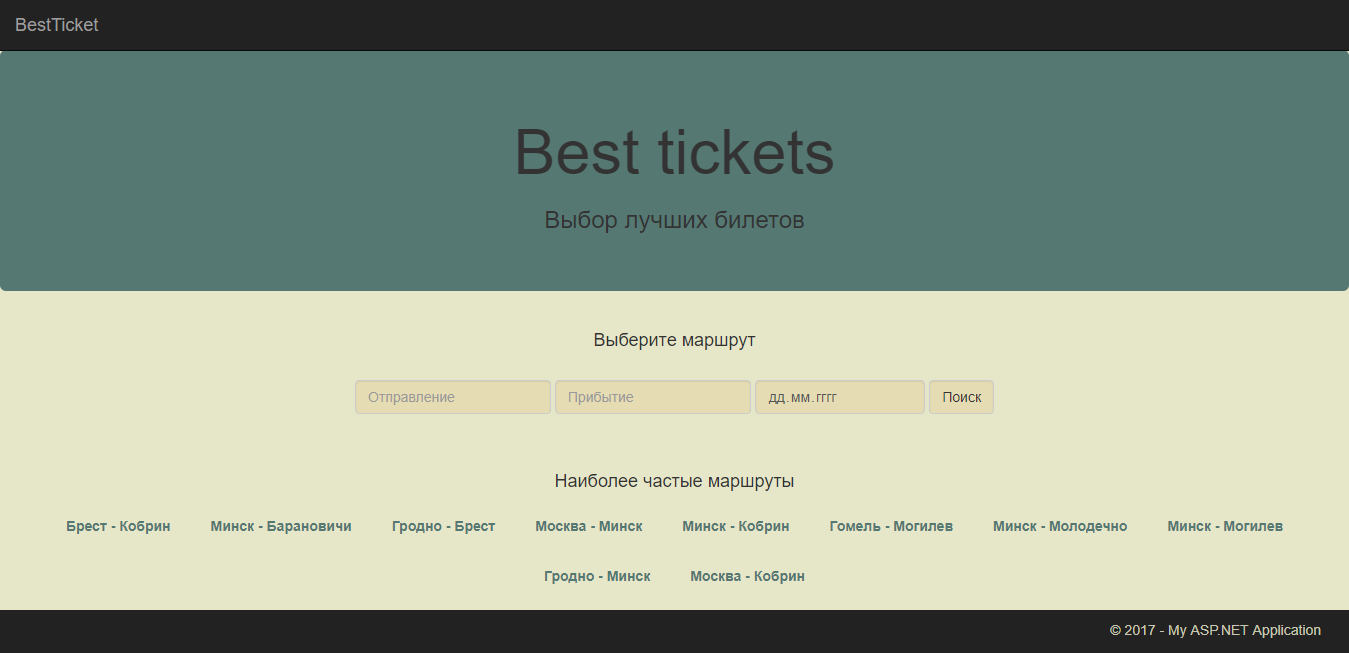 BestTicket
Best tickets
Выбор лучших билетов
Выберите маршрут
Отправление Прибытие дд.мм.гггг Поиск
Наиболее частые маршруты
Брест - Кобрин Минск - Барановичи Гродно - Брест Москва - Минск Минск - Кобрин Гомель - Могилев Минск - Молодечно Минск - Могилев
Гродно - Минск Москва - Кобрин
© 2017 - My ASP.NET Application